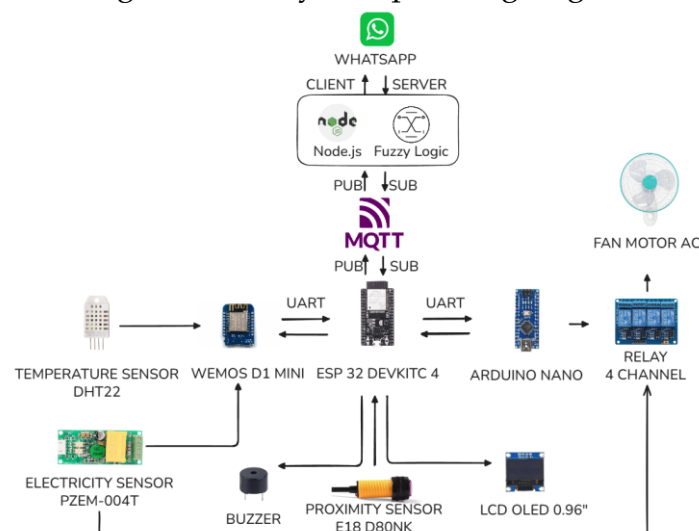 WHATSAPP
CLIENT SERVER
node
Node.js Fuzzy Logic
PUB SUB
MQTT
PUB SUB
FAN MOTOR AC
UART UART
TEMPERATURE SENSOR
DHT22
WEMOS D1 MINI
ESP 32 DEVKITC 4
ARDUINO NANO
RELAY
4 CHANNEL
ELECTRICITY SENSOR
PZEM-004T
BUZZER
PROXIMITY SENSOR
E18 D80NK
LCD OLED 0.96"